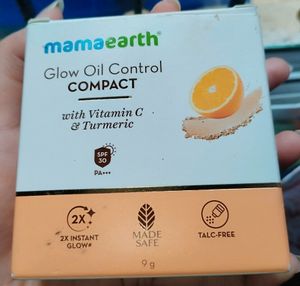 mamaearth®
Glow Oil Control
COMPACT
with Vitamin C
& Turmeric
SPF
30
PA+++
2X
2X INSTANT
GLOW#
MADE
SAFE
TALC-FREE
9 g